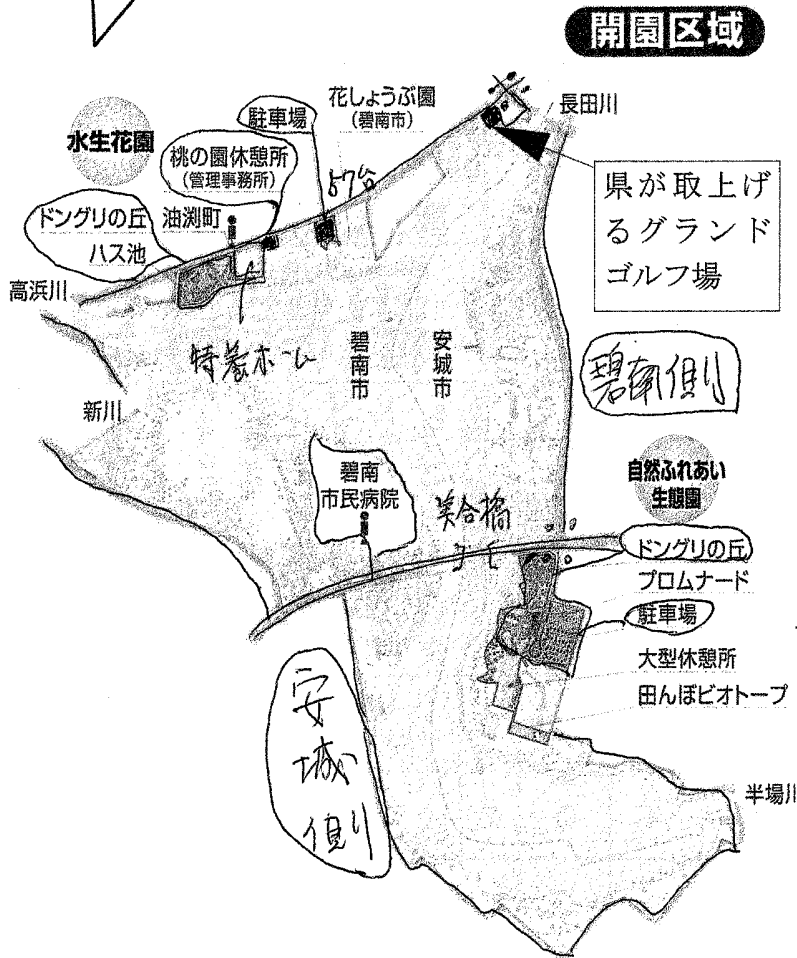 開園区域
長田川
花しょうぶ園
(碧南市)
駐車場
水生花園
桃の園休憩所
(管理事務所)
57台
ドングリの丘
油渕町
ハス池
高浜川
県が取上げ
るグランド
ゴルフ場
特養ホーム
碧南市
安城市
碧南側
新川
碧南
市民病院
美合橋
自然ふれあい
生態園
ドングリの丘
プロムナード
駐車場
大型休憩所
田んぼビオトープ
安城側
半場川